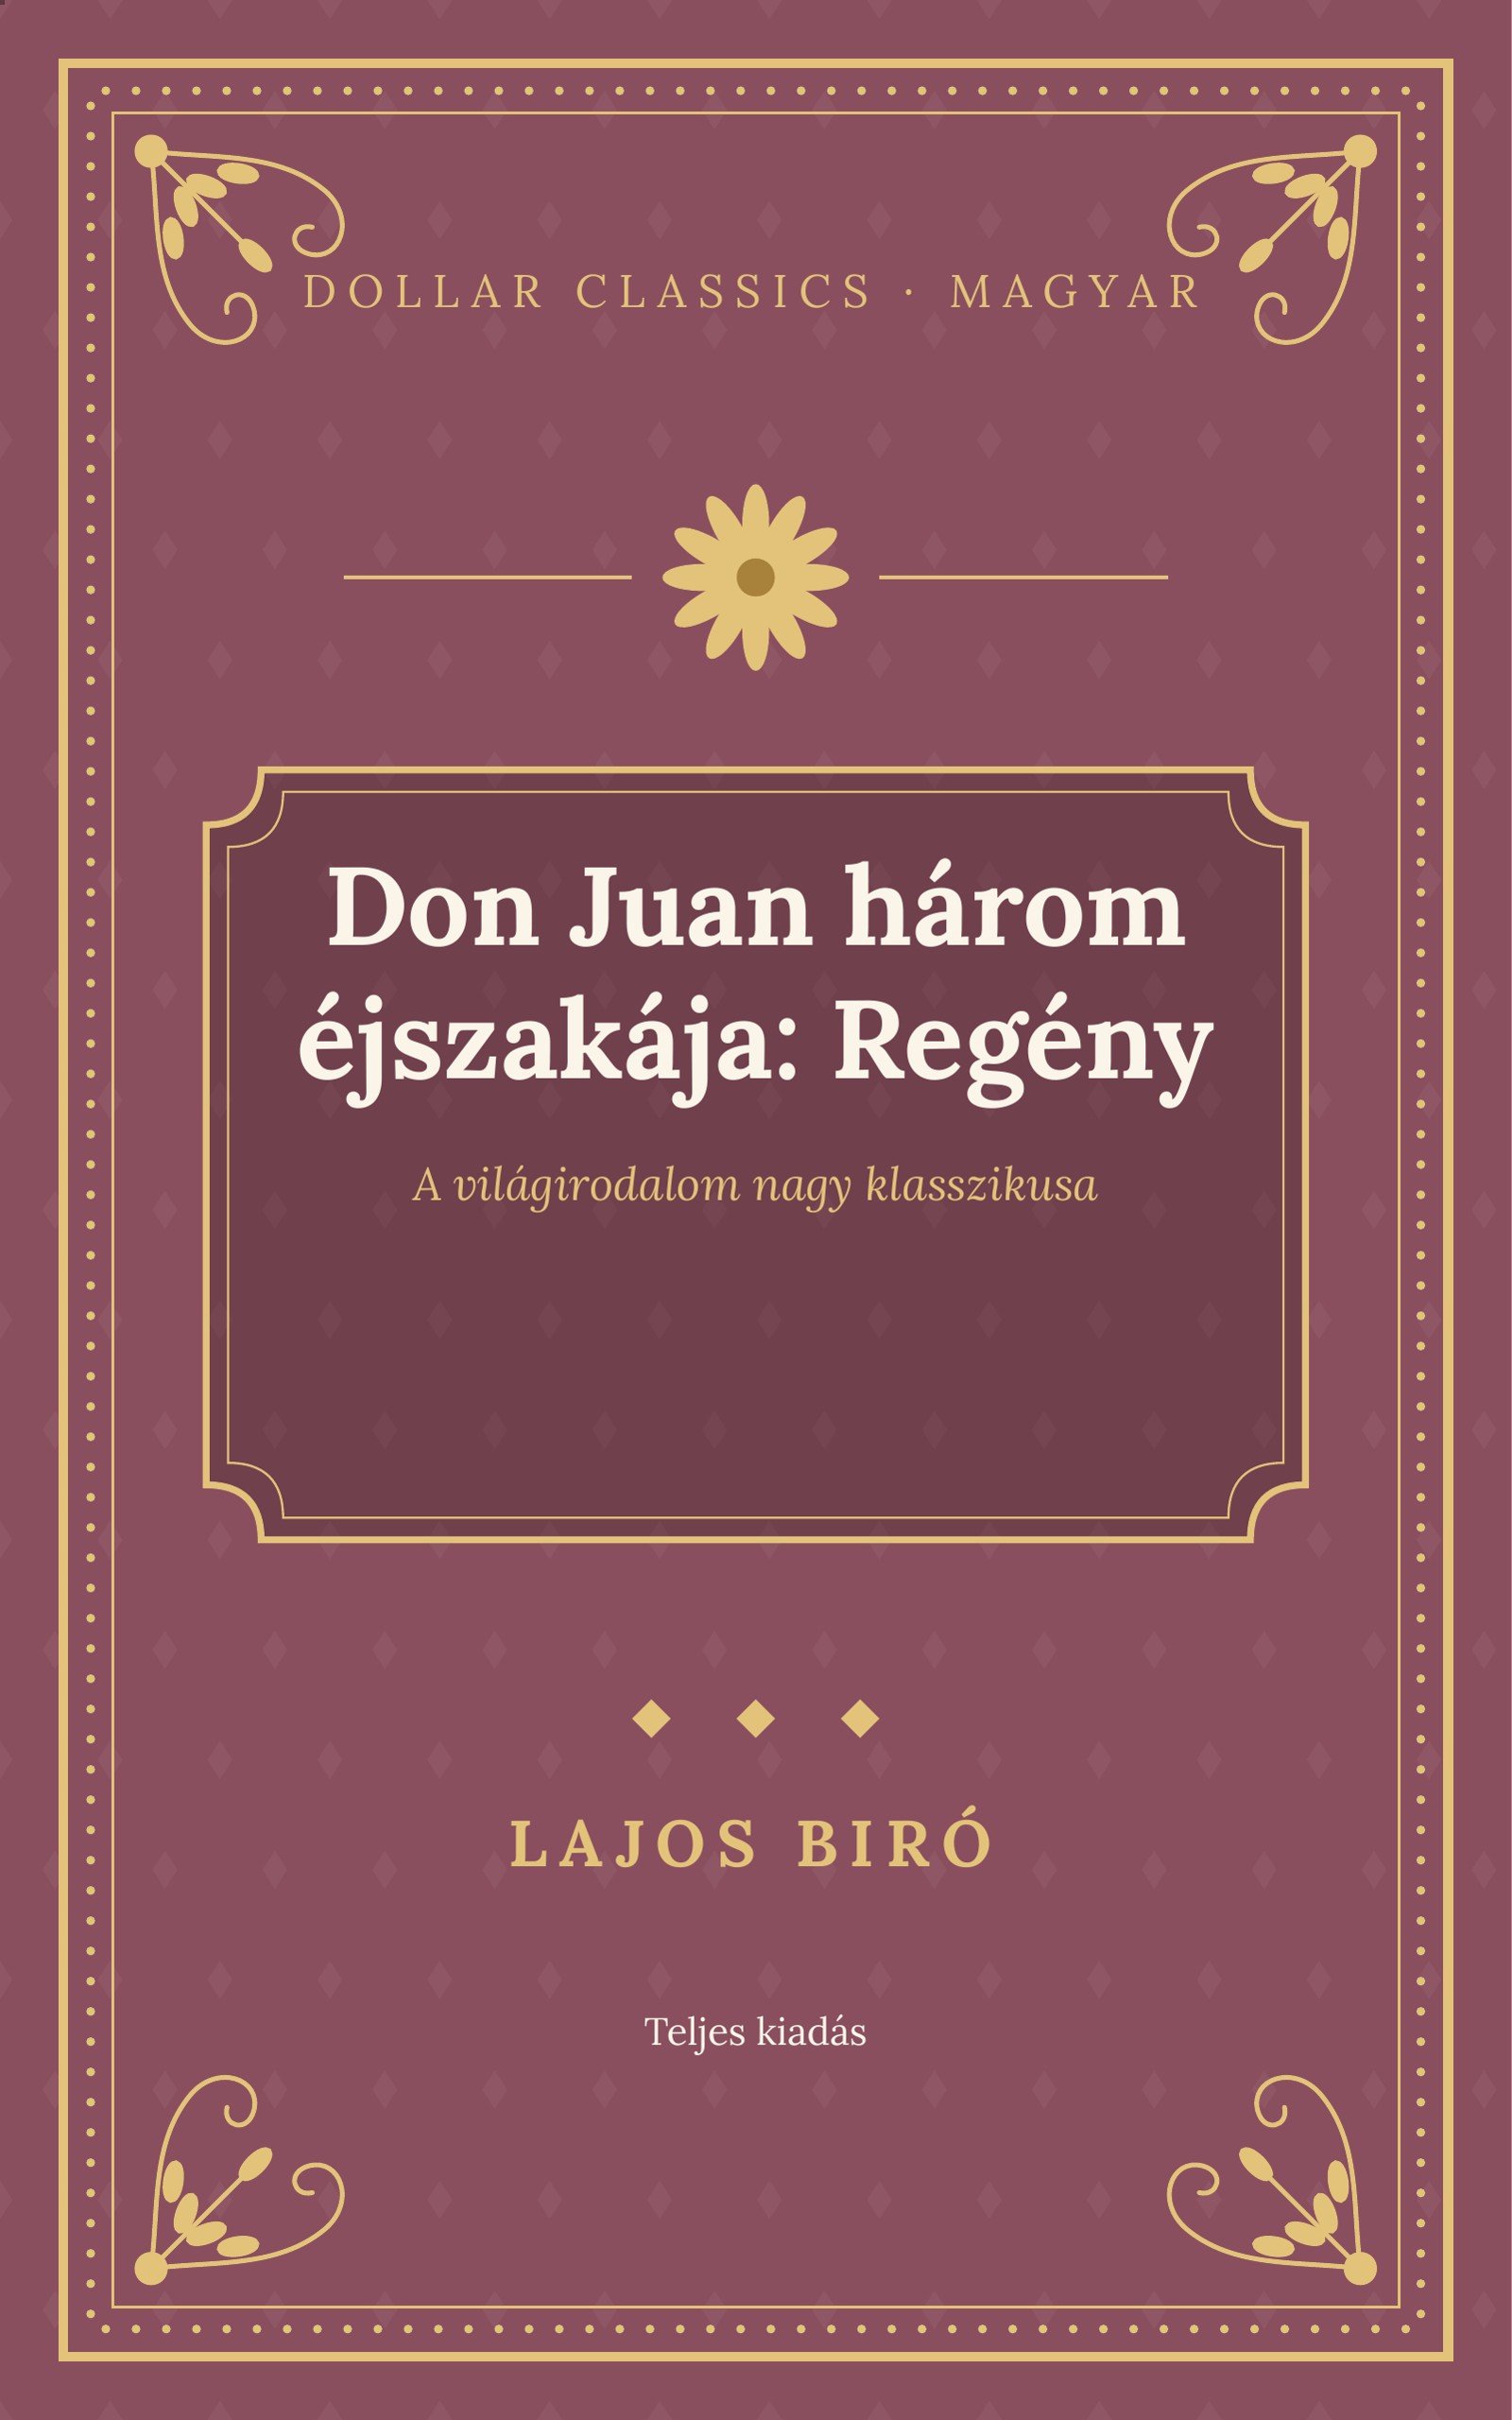 DOLLAR CLASSICS · MAGYAR
Don Juan három
éjszakája: Regény
A világirodalom nagy klasszikusa
LAJOS BIRÓ
Teljes kiadás